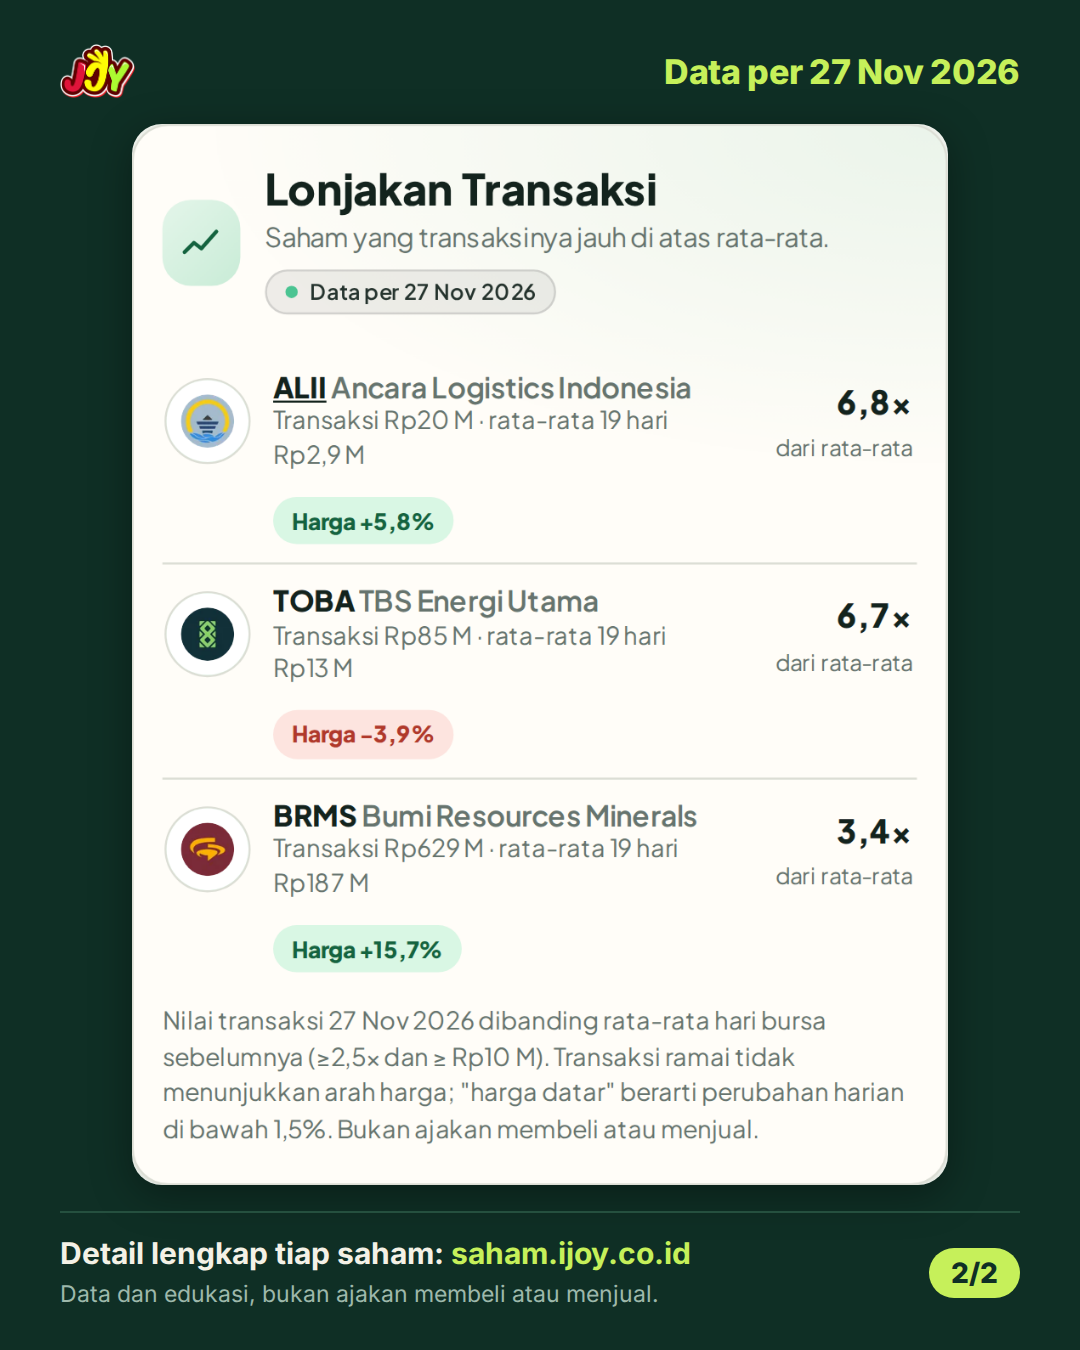 JOY
Data per 27 Nov 2026
Lonjakan Transaksi
Saham yang transaksinya jauh di atas rata-rata.
Data per 27 Nov 2026
ALII Ancara Logistics Indonesia
Transaksi Rp20 M · rata-rata 19 hari
Rp2,9 M
6,8×
dari rata-rata
Harga +5,8%
TOBA TBS Energi Utama
Transaksi Rp85 M · rata-rata 19 hari
Rp13 M
6,7×
dari rata-rata
Harga −3,9%
BRMS Bumi Resources Minerals
Transaksi Rp629 M · rata-rata 19 hari
Rp187 M
3,4×
dari rata-rata
Harga +15,7%
Nilai transaksi 27 Nov 2026 dibanding rata-rata hari bursa
sebelumnya (≥2,5× dan ≥ Rp10 M). Transaksi ramai tidak
menunjukkan arah harga; "harga datar" berarti perubahan harian
di bawah 1,5%. Bukan ajakan membeli atau menjual.
Detail lengkap tiap saham: saham.ijoy.co.id
Data dan edukasi, bukan ajakan membeli atau menjual.
2/2